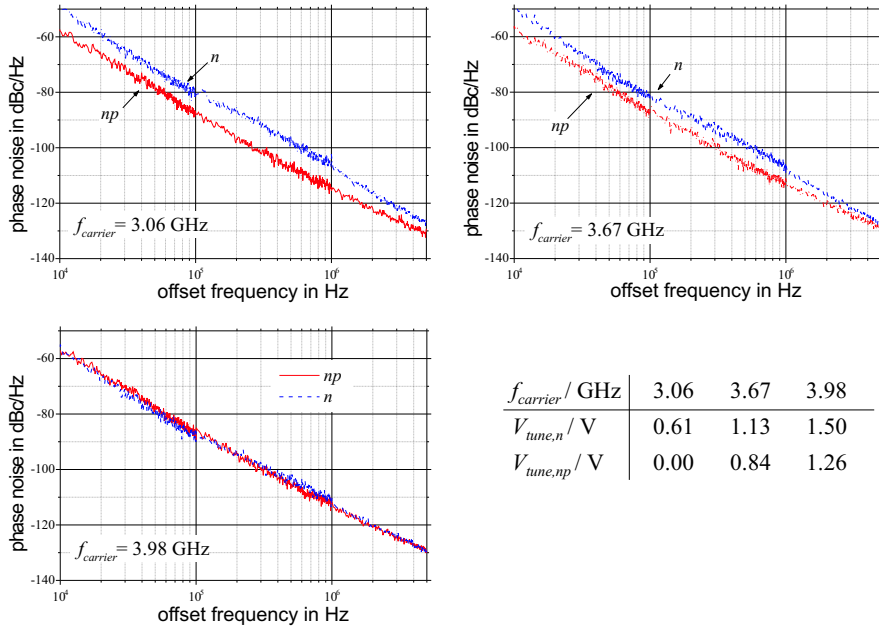 phase noise in dBc/Hz
-60
-80
-100
-120
-140
n
np
f_carrier = 3.06 GHz
10^4 10^5 10^6
offset frequency in Hz
phase noise in dBc/Hz
-60
-80
-100
-120
-140
n
np
f_carrier = 3.67 GHz
10^4 10^5 10^6
offset frequency in Hz
phase noise in dBc/Hz
-60
-80
-100
-120
-140
np
n
f_carrier = 3.98 GHz
10^4 10^5 10^6
offset frequency in Hz
f_carrier / GHz 3.06 3.67 3.98
V_tune,n / V 0.61 1.13 1.50
V_tune,np / V 0.00 0.84 1.26